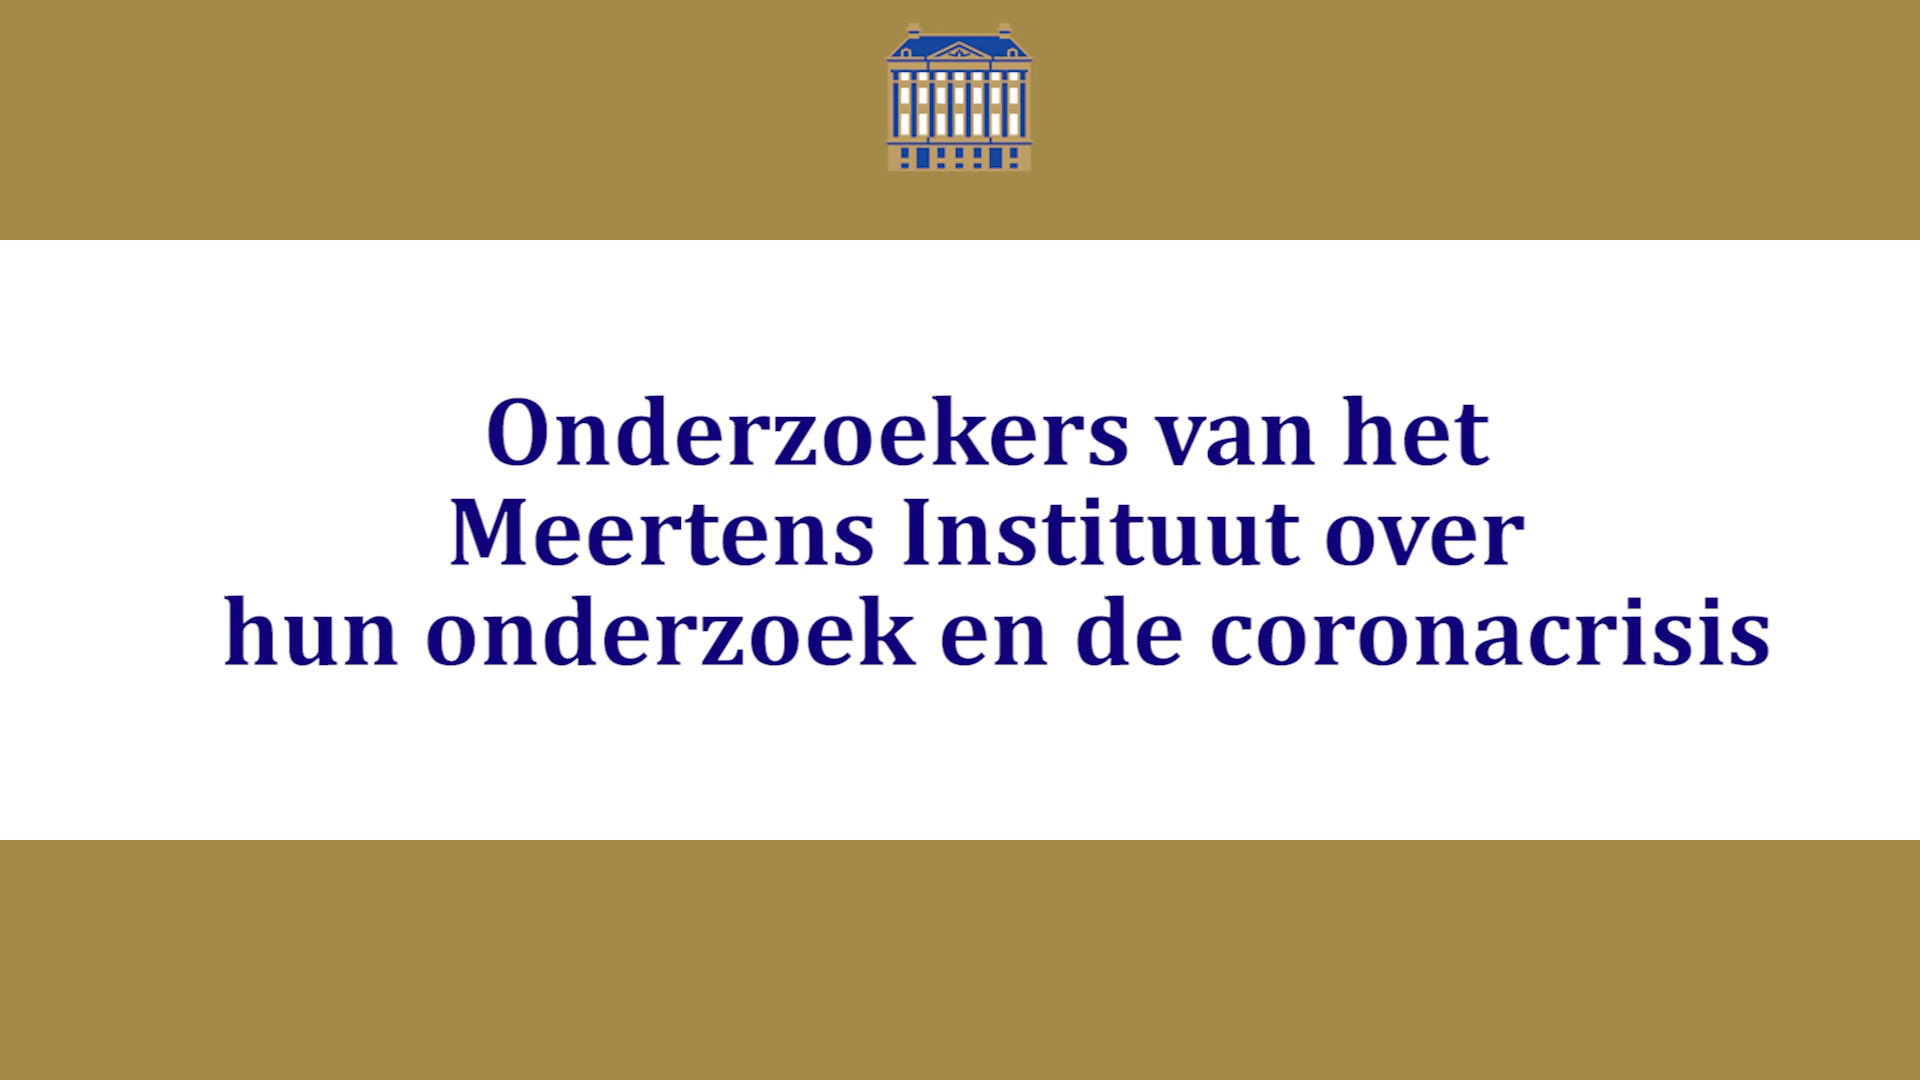 Onderzoekers van het
Meertens Instituut over
hun onderzoek en de coronacrisis